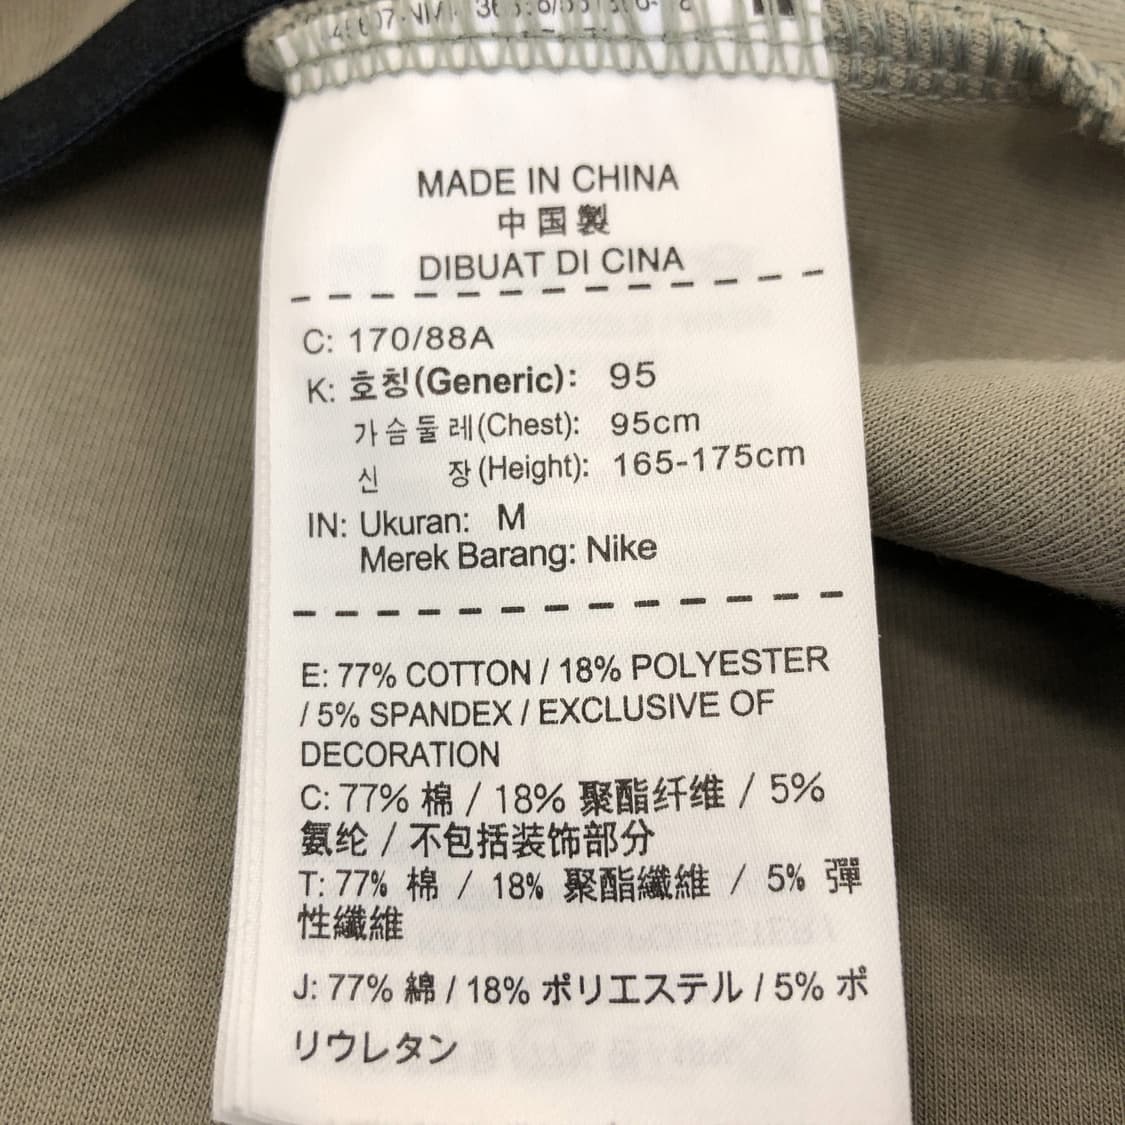 MADE IN CHINA
中国製
DIBUAT DI CINA
C: 170/88A
K: 호칭(Generic): 95
가슴둘레(Chest): 95cm
신 장(Height): 165-175cm
IN: Ukuran: M
Merek Barang: Nike
E: 77% COTTON / 18% POLYESTER
/ 5% SPANDEX / EXCLUSIVE OF
DECORATION
C: 77% 棉 / 18% 聚酯纤维 / 5%
氨纶 / 不包括装饰部分
T: 77% 棉 / 18% 聚酯纖維 / 5% 彈
性纖維
J: 77% 綿 / 18% ポリエステル / 5% ポ
リウレタン